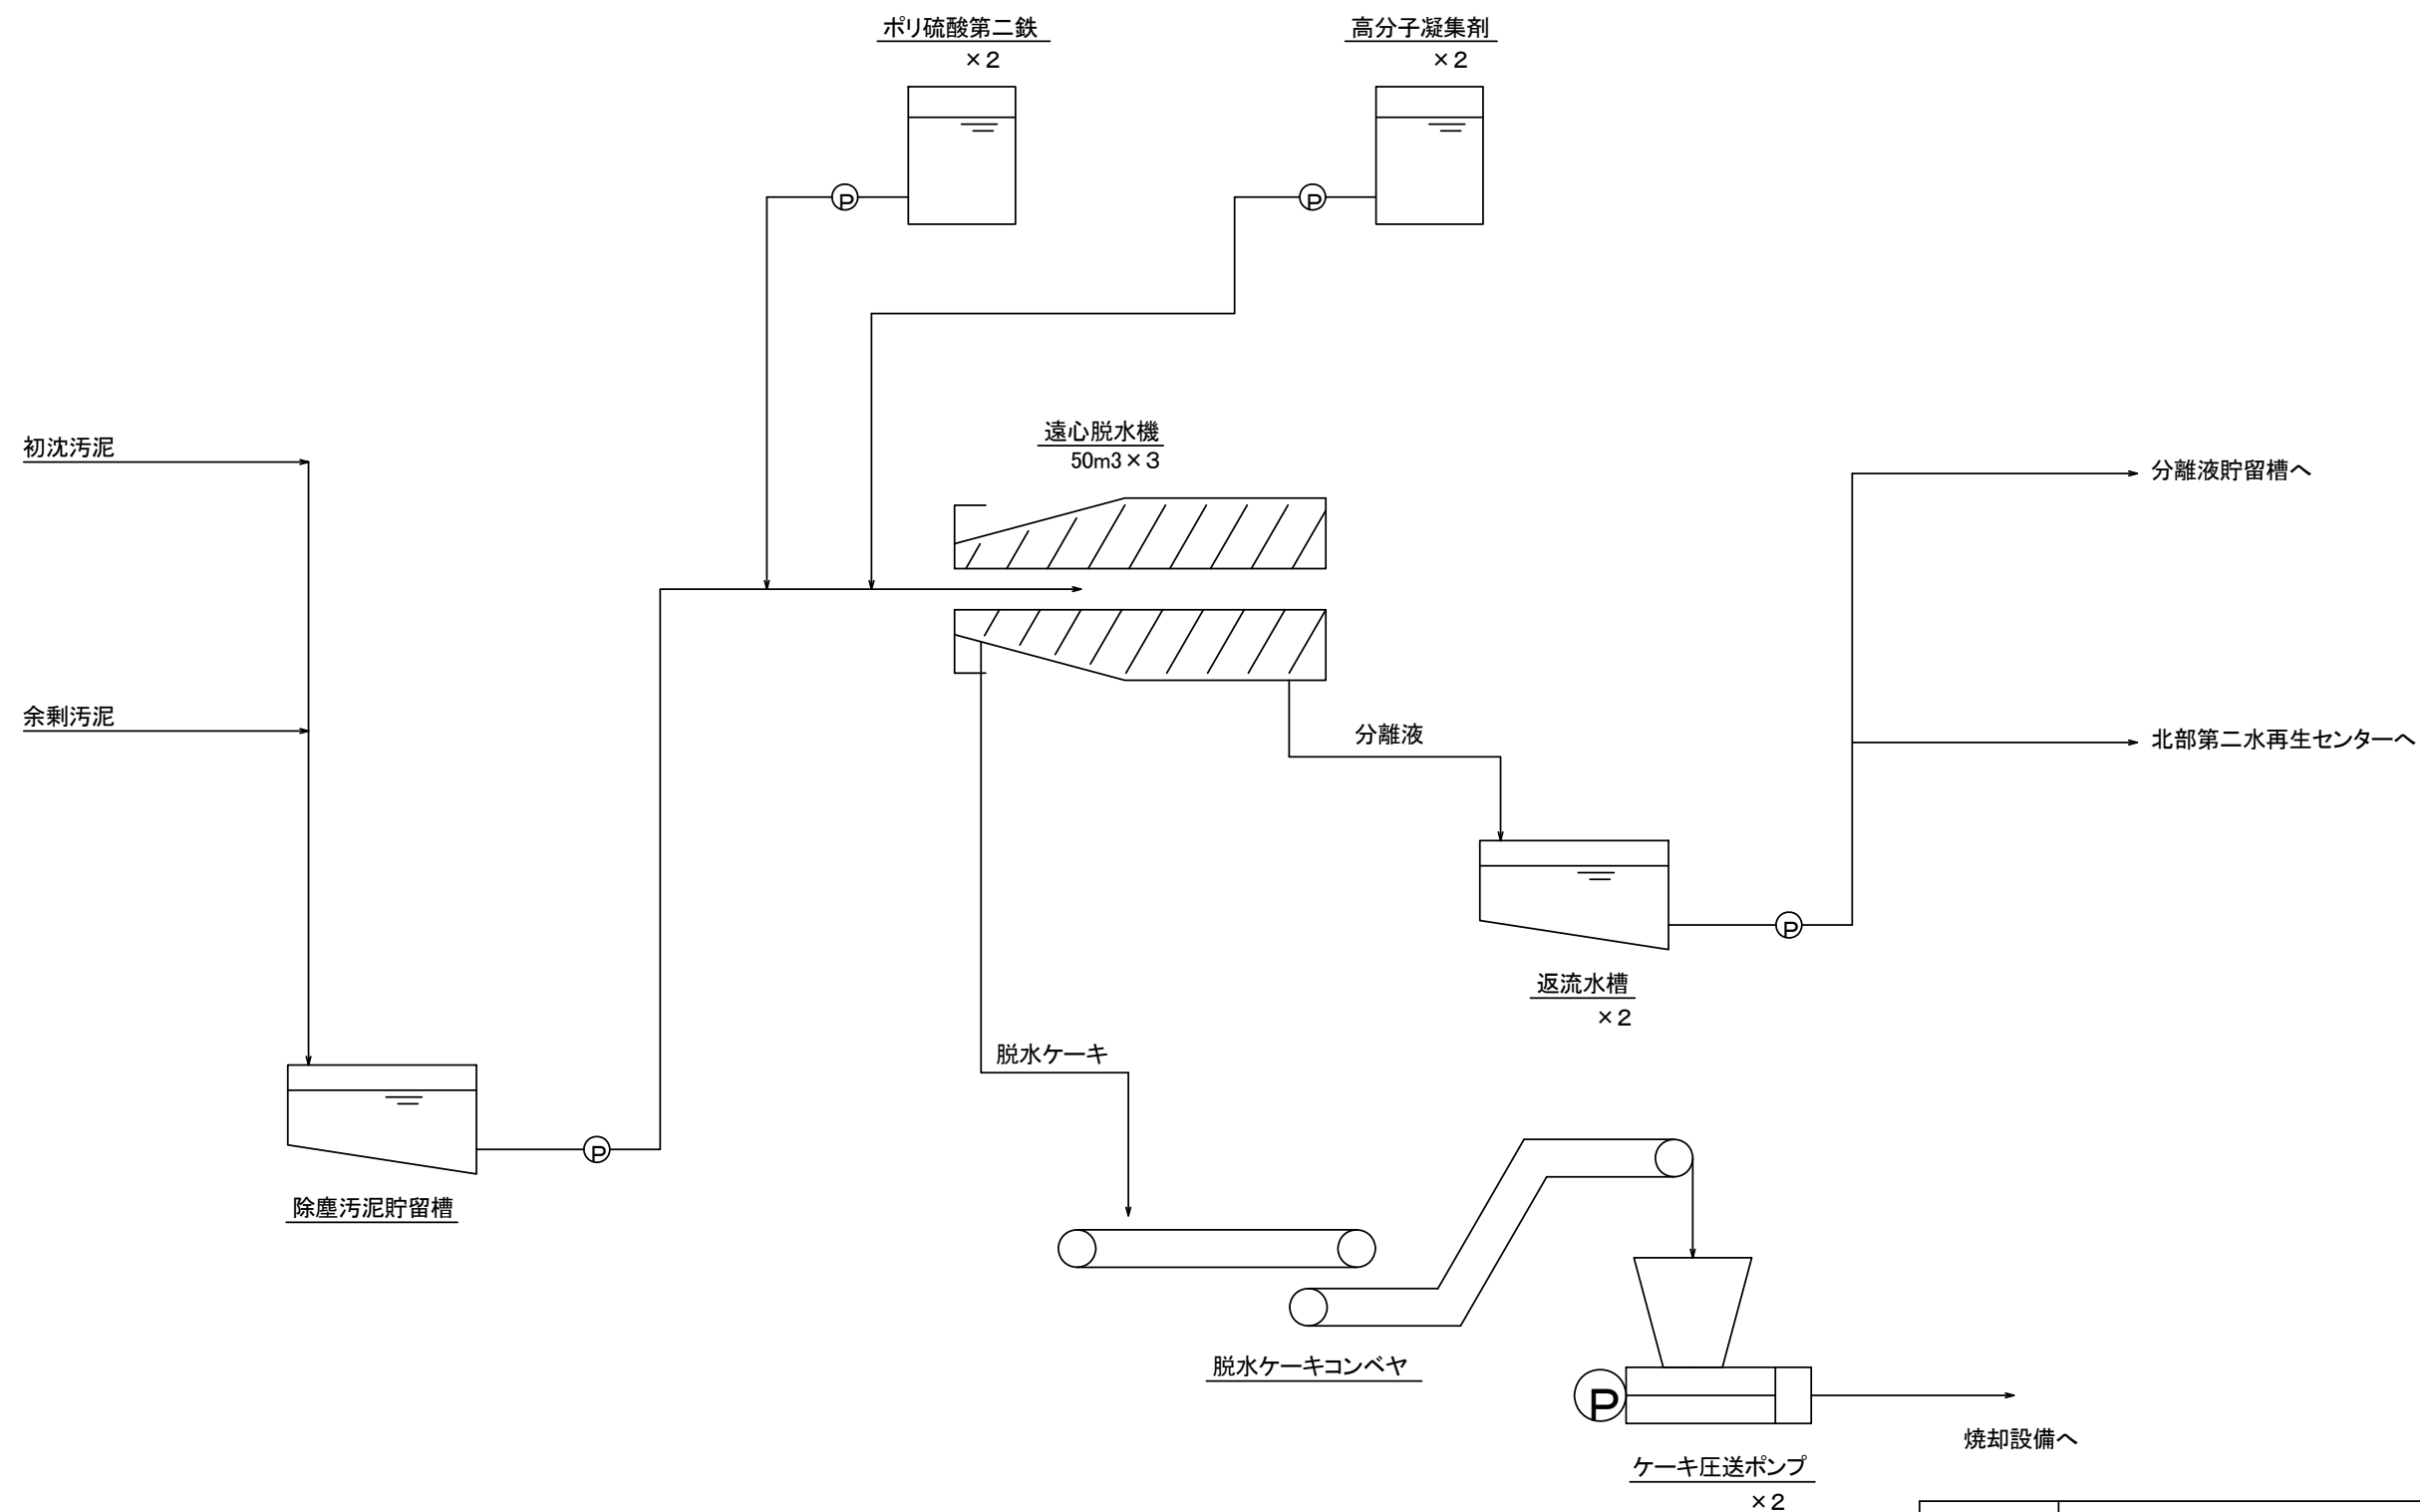 ポリ硫酸第二鉄
×2
高分子凝集剤
×2
P
P
初沈汚泥
遠心脱水機
50m3×3
分離液貯留槽へ
余剰汚泥
分離液
北部第二水再生センターへ
P
返流水槽
×2
脱水ケーキ
P
除塵汚泥貯留槽
脱水ケーキコンベヤ
P
焼却設備へ
ケーキ圧送ポンプ
×2